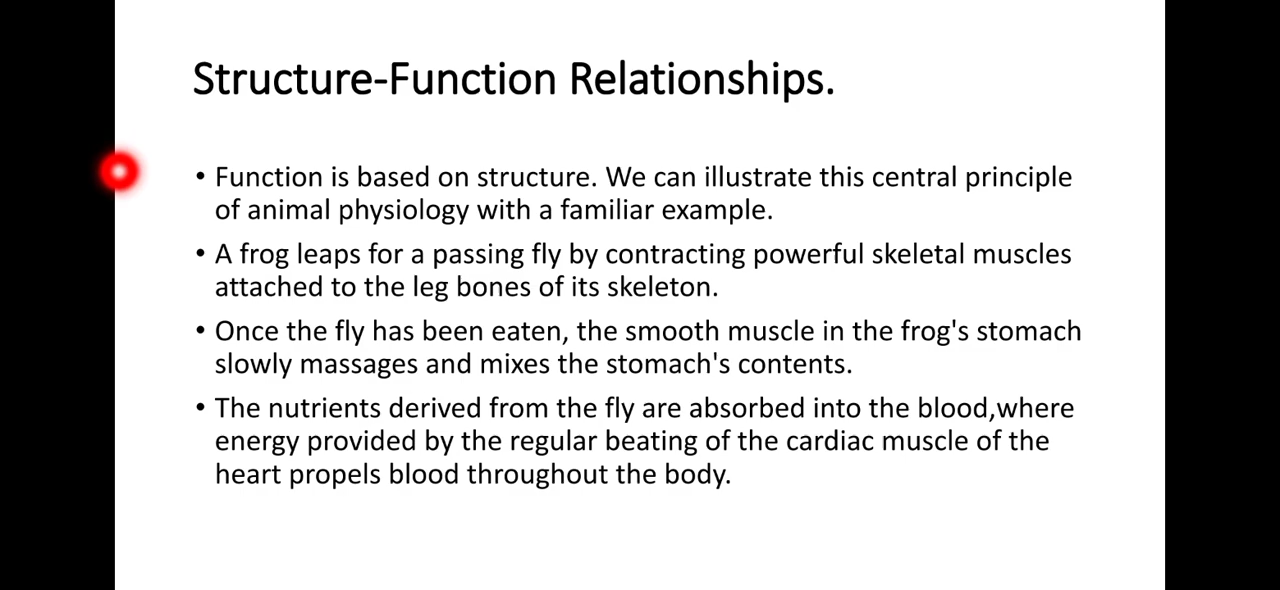 Structure-Function Relationships.
• Function is based on structure. We can illustrate this central principle
of animal physiology with a familiar example.
• A frog leaps for a passing fly by contracting powerful skeletal muscles
attached to the leg bones of its skeleton.
• Once the fly has been eaten, the smooth muscle in the frog's stomach
slowly massages and mixes the stomach's contents.
• The nutrients derived from the fly are absorbed into the blood,where
energy provided by the regular beating of the cardiac muscle of the
heart propels blood throughout the body.